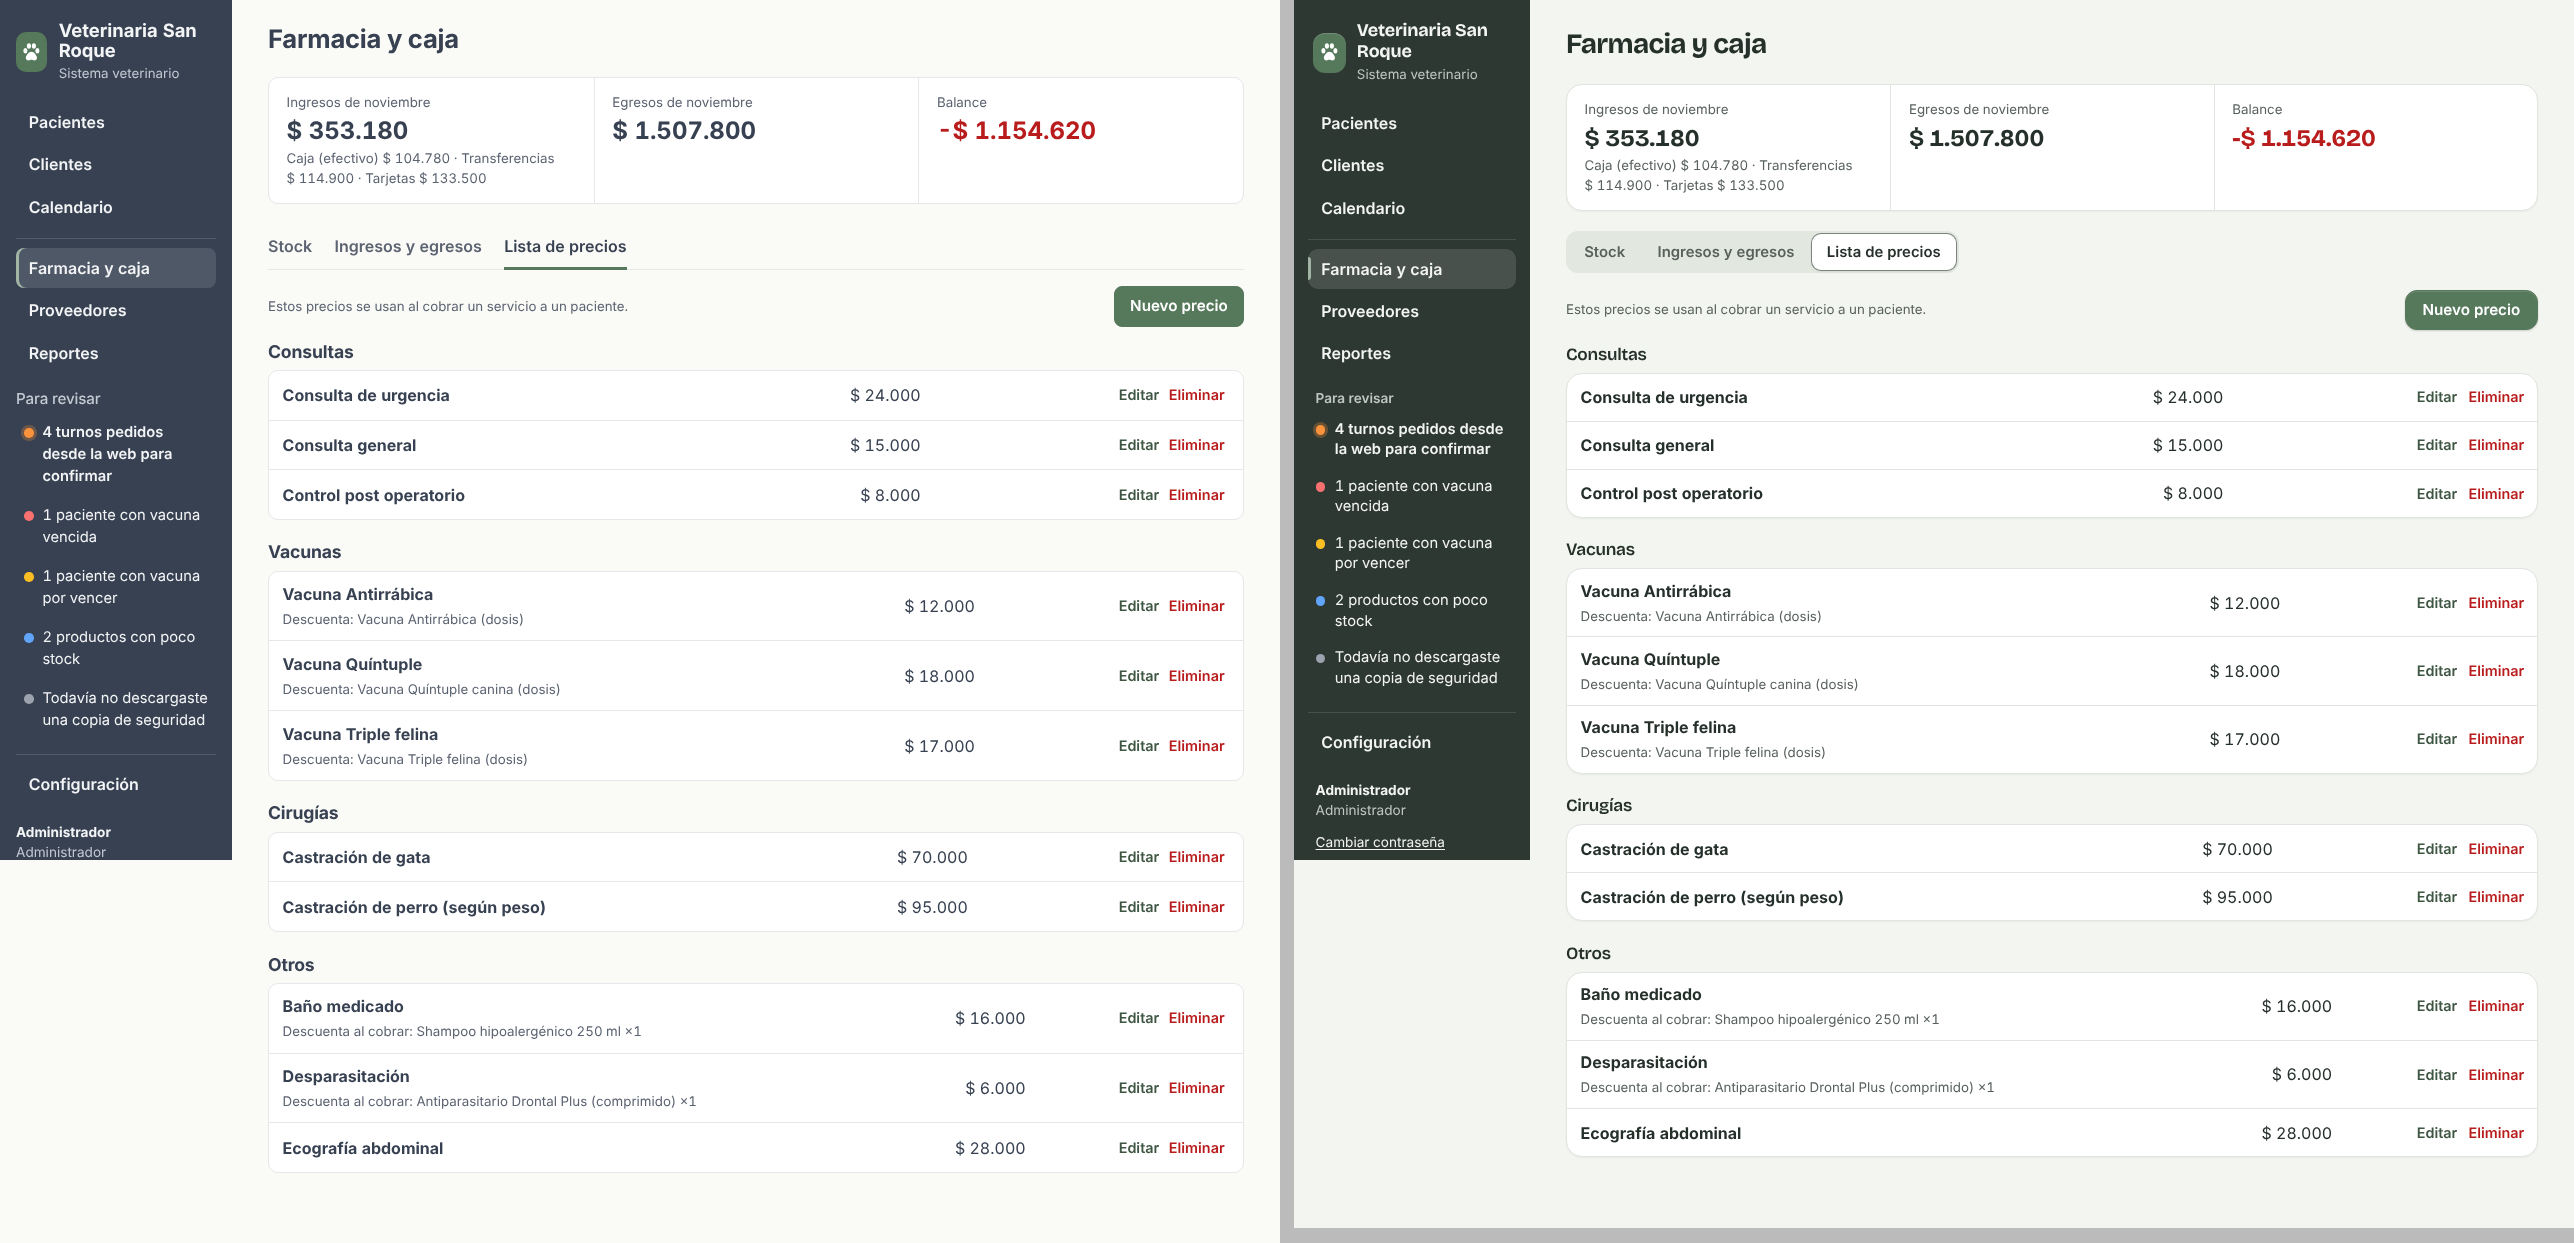 Veterinaria San
Roque
Sistema veterinario
Pacientes
Clientes
Calendario
Farmacia y caja
Proveedores
Reportes
Para revisar
4 turnos pedidos
desde la web para
confirmar
1 paciente con vacuna
vencida
1 paciente con vacuna
por vencer
2 productos con poco
stock
Todavía no descargaste
una copia de seguridad
Configuración
Administrador
Administrador
Farmacia y caja
Ingresos de noviembre
$ 353.180
Caja (efectivo) $ 104.780 · Transferencias
$ 114.900 · Tarjetas $ 133.500
Egresos de noviembre
$ 1.507.800
Balance
-$ 1.154.620
Stock Ingresos y egresos Lista de precios
Estos precios se usan al cobrar un servicio a un paciente. Nuevo precio
Consultas
Consulta de urgencia $ 24.000 Editar Eliminar
Consulta general $ 15.000 Editar Eliminar
Control post operatorio $ 8.000 Editar Eliminar
Vacunas
Vacuna Antirrábica $ 12.000 Editar Eliminar
Descuenta: Vacuna Antirrábica (dosis)
Vacuna Quíntuple $ 18.000 Editar Eliminar
Descuenta: Vacuna Quíntuple canina (dosis)
Vacuna Triple felina $ 17.000 Editar Eliminar
Descuenta: Vacuna Triple felina (dosis)
Cirugías
Castración de gata $ 70.000 Editar Eliminar
Castración de perro (según peso) $ 95.000 Editar Eliminar
Otros
Baño medicado $ 16.000 Editar Eliminar
Descuenta al cobrar: Shampoo hipoalergénico 250 ml ×1
Desparasitación $ 6.000 Editar Eliminar
Descuenta al cobrar: Antiparasitario Drontal Plus (comprimido) ×1
Ecografía abdominal $ 28.000 Editar Eliminar
Veterinaria San
Roque
Sistema veterinario
Pacientes
Clientes
Calendario
Farmacia y caja
Proveedores
Reportes
Para revisar
4 turnos pedidos desde
la web para confirmar
1 paciente con vacuna
vencida
1 paciente con vacuna
por vencer
2 productos con poco
stock
Todavía no descargaste
una copia de seguridad
Configuración
Administrador
Administrador
Cambiar contraseña
Farmacia y caja
Ingresos de noviembre
$ 353.180
Caja (efectivo) $ 104.780 · Transferencias
$ 114.900 · Tarjetas $ 133.500
Egresos de noviembre
$ 1.507.800
Balance
-$ 1.154.620
Stock Ingresos y egresos Lista de precios
Estos precios se usan al cobrar un servicio a un paciente. Nuevo precio
Consultas
Consulta de urgencia $ 24.000 Editar Eliminar
Consulta general $ 15.000 Editar Eliminar
Control post operatorio $ 8.000 Editar Eliminar
Vacunas
Vacuna Antirrábica $ 12.000 Editar Eliminar
Descuenta: Vacuna Antirrábica (dosis)
Vacuna Quíntuple $ 18.000 Editar Eliminar
Descuenta: Vacuna Quíntuple canina (dosis)
Vacuna Triple felina $ 17.000 Editar Eliminar
Descuenta: Vacuna Triple felina (dosis)
Cirugías
Castración de gata $ 70.000 Editar Eliminar
Castración de perro (según peso) $ 95.000 Editar Eliminar
Otros
Baño medicado $ 16.000 Editar Eliminar
Descuenta al cobrar: Shampoo hipoalergénico 250 ml ×1
Desparasitación $ 6.000 Editar Eliminar
Descuenta al cobrar: Antiparasitario Drontal Plus (comprimido) ×1
Ecografía abdominal $ 28.000 Editar Eliminar